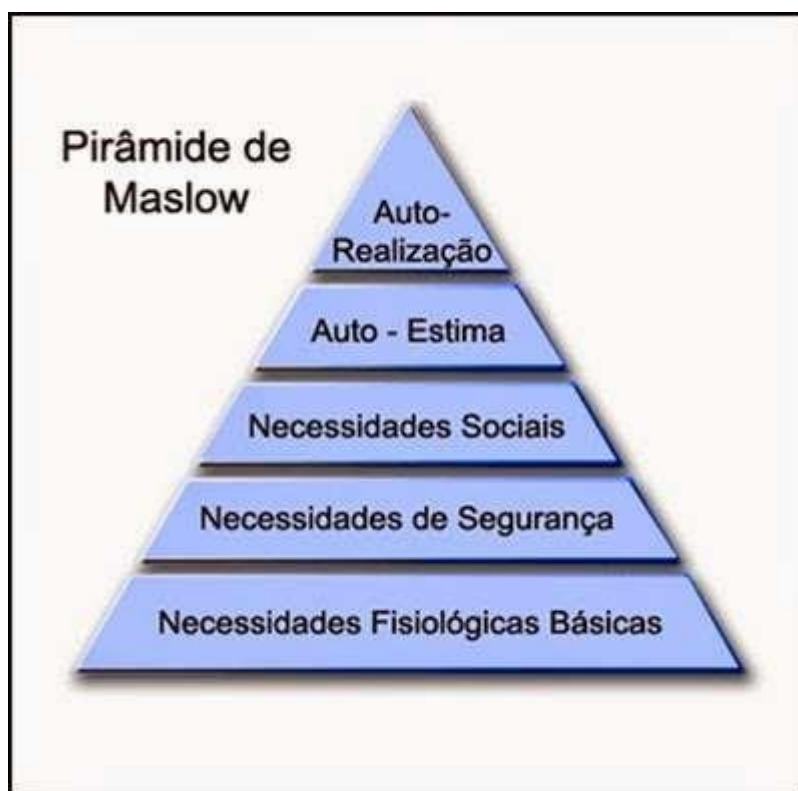 Pirâmide de
Maslow
Auto-
Realização
Auto - Estima
Necessidades Sociais
Necessidades de Segurança
Necessidades Fisiológicas Básicas